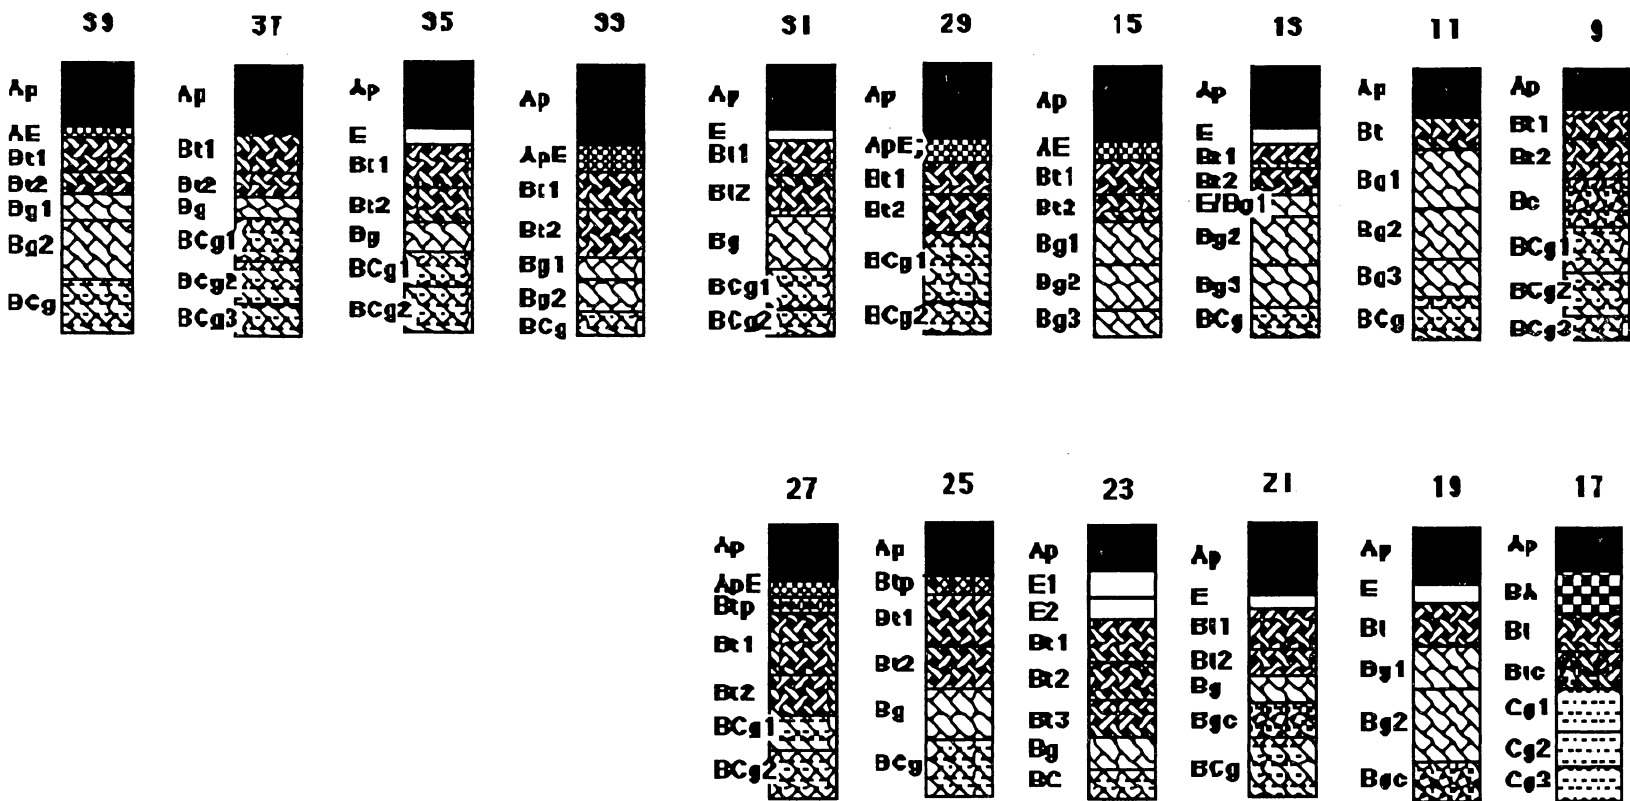 39 37 35 33 31 29 15 13 11 9
Ap AE Bt1 Bt2 Bg1 Bg2 BCg
Ap Bt1 Bt2 Bg BCg1 BCg2 BCg3
Ap E Bt1 Bt2 Bg BCg1 BCg2
Ap ApE Bt1 Bt2 Bg1 Bg2 BCg
Ap E Bt1 Bt2 Bg BCg1 BCg2
Ap ApE; Bt1 Bt2 BCg1 BCg2
Ap AE Bt1 Bt2 Bg1 Bg2 Bg3
Ap E Bt1 Bt2 E/Bg1 Bg2 Bg3 BCg
Ap Bt Bg1 Bg2 Bg3 BCg
Ap Bt1 Bt2 Bc BCg1 BCg2 BCg3
27 25 23 21 19 17
Ap ApE Btp Bt1 Bt2 BCg1 BCg2
Ap Btp Bt1 Bt2 Bg BCg
Ap E1 E2 Bt1 Bt2 Bt3 Bg BC
Ap E Bt1 Bt2 Bg Bgc BCg
Ap E Bt Bg1 Bg2 Bgc
Ap BA Bt Btc Cg1 Cg2 Cg3